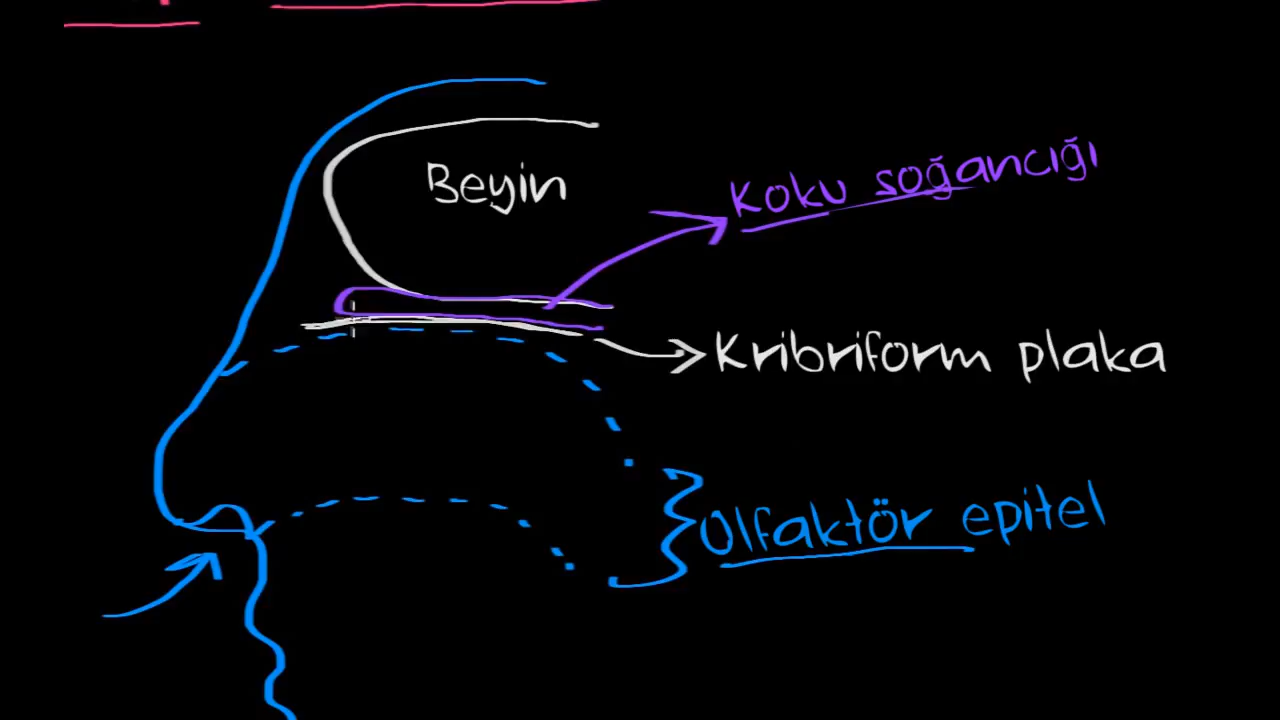 Beyin
Koku soğancığı
Kribriform plaka
Olfaktör epitel